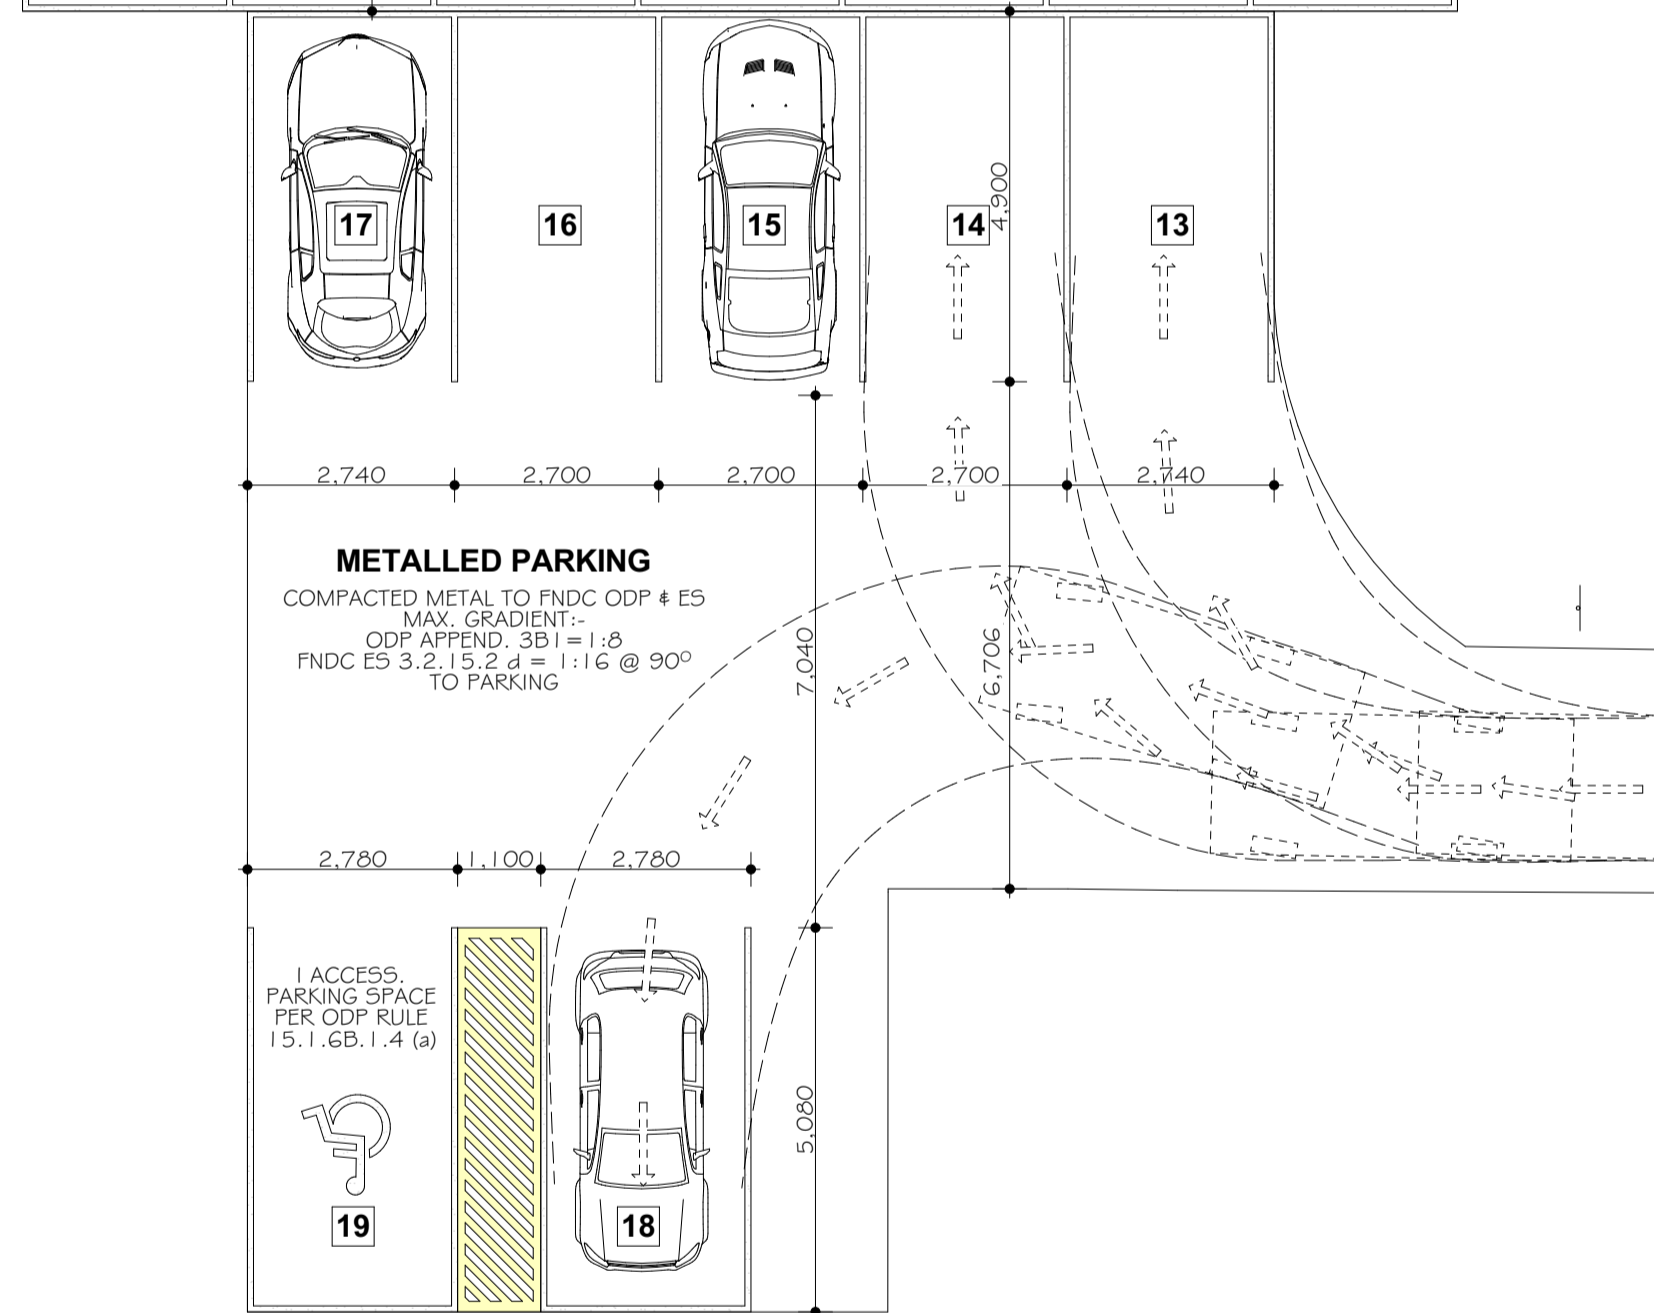 17
16
15
14
13
4,900
2,740
2,700
2,700
2,700
2,740
METALLED PARKING
COMPACTED METAL TO FNDC ODP & ES
MAX. GRADIENT:-
ODP APPEND. 3B1=1:8
FNDC ES 3.2.15.2 d = 1:16 @ 90º
TO PARKING
7,040
6,706
2,780
1,100
2,780
1 ACCESS.
PARKING SPACE
PER ODP RULE
15.1.6B.1.4 (a)
5,080
19
18